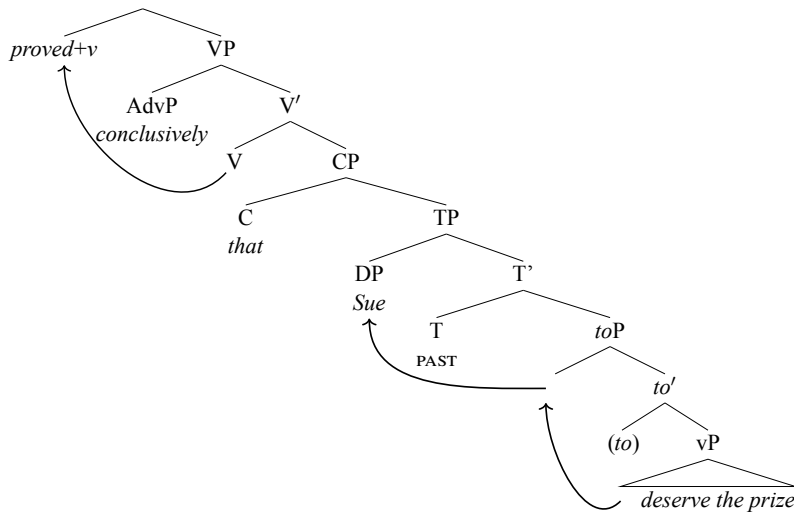 proved+v VP
AdvP V′
conclusively
V CP
C TP
that
DP T’
Sue
T toP
PAST
to′
(to) vP
deserve the prize